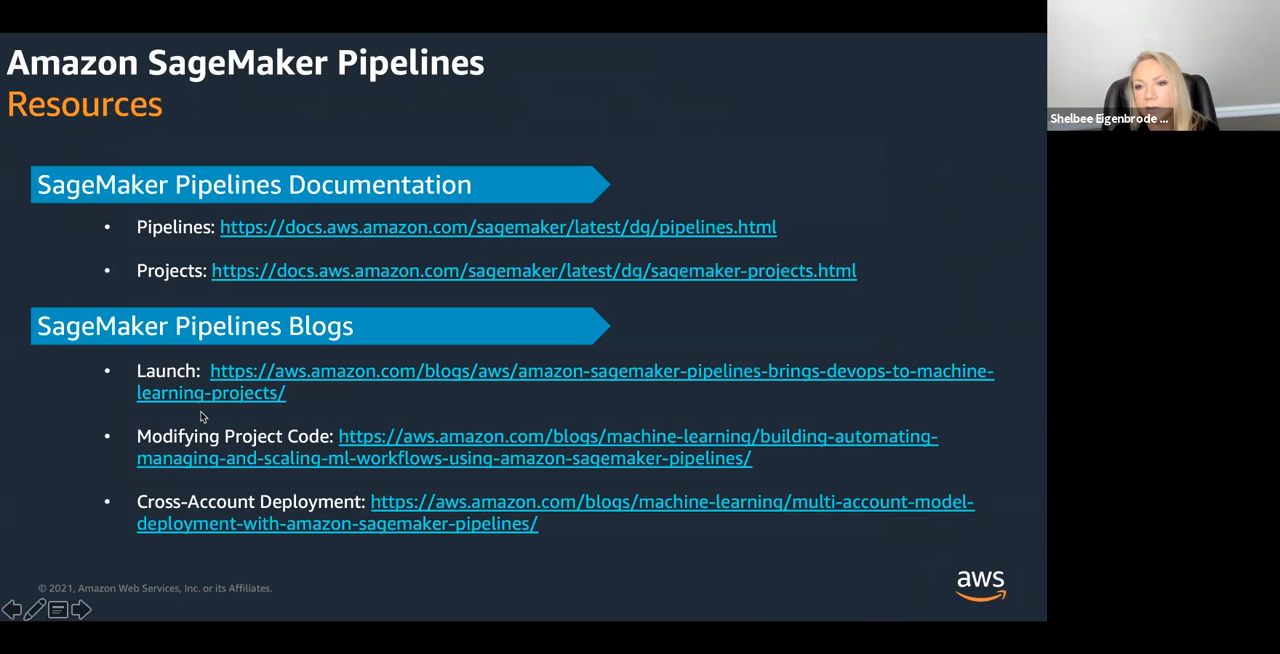 Amazon SageMaker Pipelines
Resources
Shelbee Eigenbrode ...
SageMaker Pipelines Documentation
• Pipelines: https://docs.aws.amazon.com/sagemaker/latest/dg/pipelines.html
• Projects: https://docs.aws.amazon.com/sagemaker/latest/dg/sagemaker-projects.html
SageMaker Pipelines Blogs
• Launch: https://aws.amazon.com/blogs/aws/amazon-sagemaker-pipelines-brings-devops-to-machine-
learning-projects/
• Modifying Project Code: https://aws.amazon.com/blogs/machine-learning/building-automating-
managing-and-scaling-ml-workflows-using-amazon-sagemaker-pipelines/
• Cross-Account Deployment: https://aws.amazon.com/blogs/machine-learning/multi-account-model-
deployment-with-amazon-sagemaker-pipelines/
© 2021, Amazon Web Services, Inc. or its Affiliates.
aws